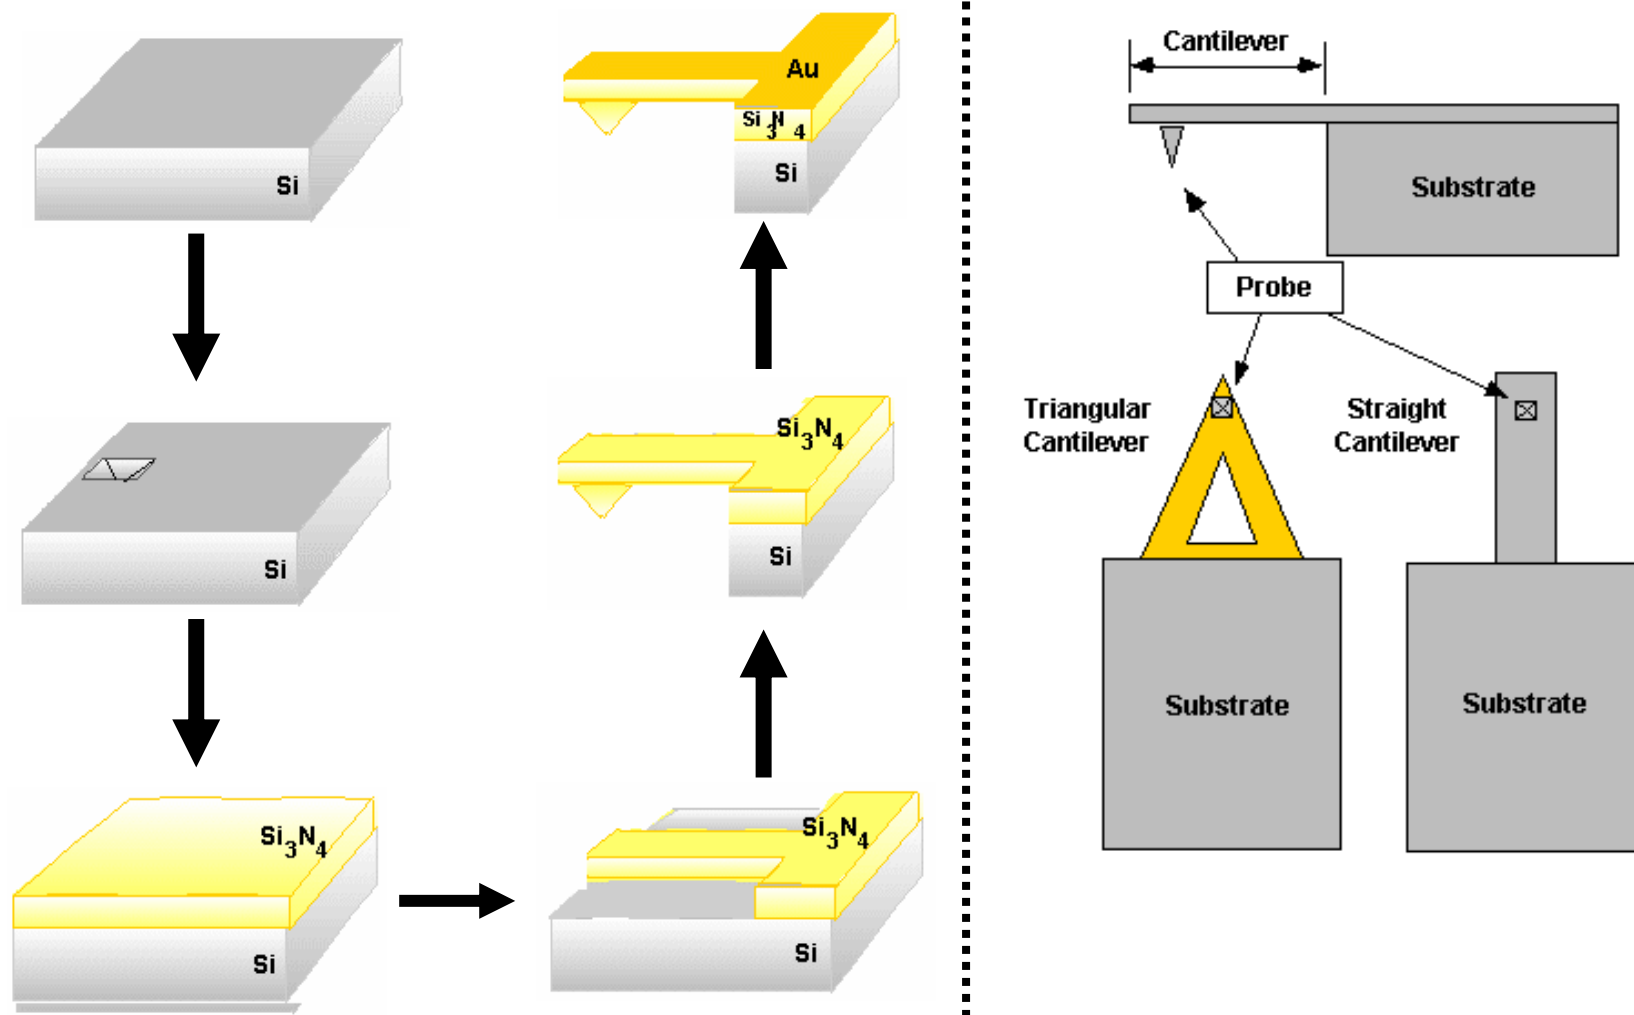 Si
Si
Si₃N₄
Si
Si₃N₄
Si
Si₃N₄
Si
Au
Si₃N₄
Si
Cantilever
Substrate
Probe
Triangular
Cantilever
Straight
Cantilever
Substrate
Substrate